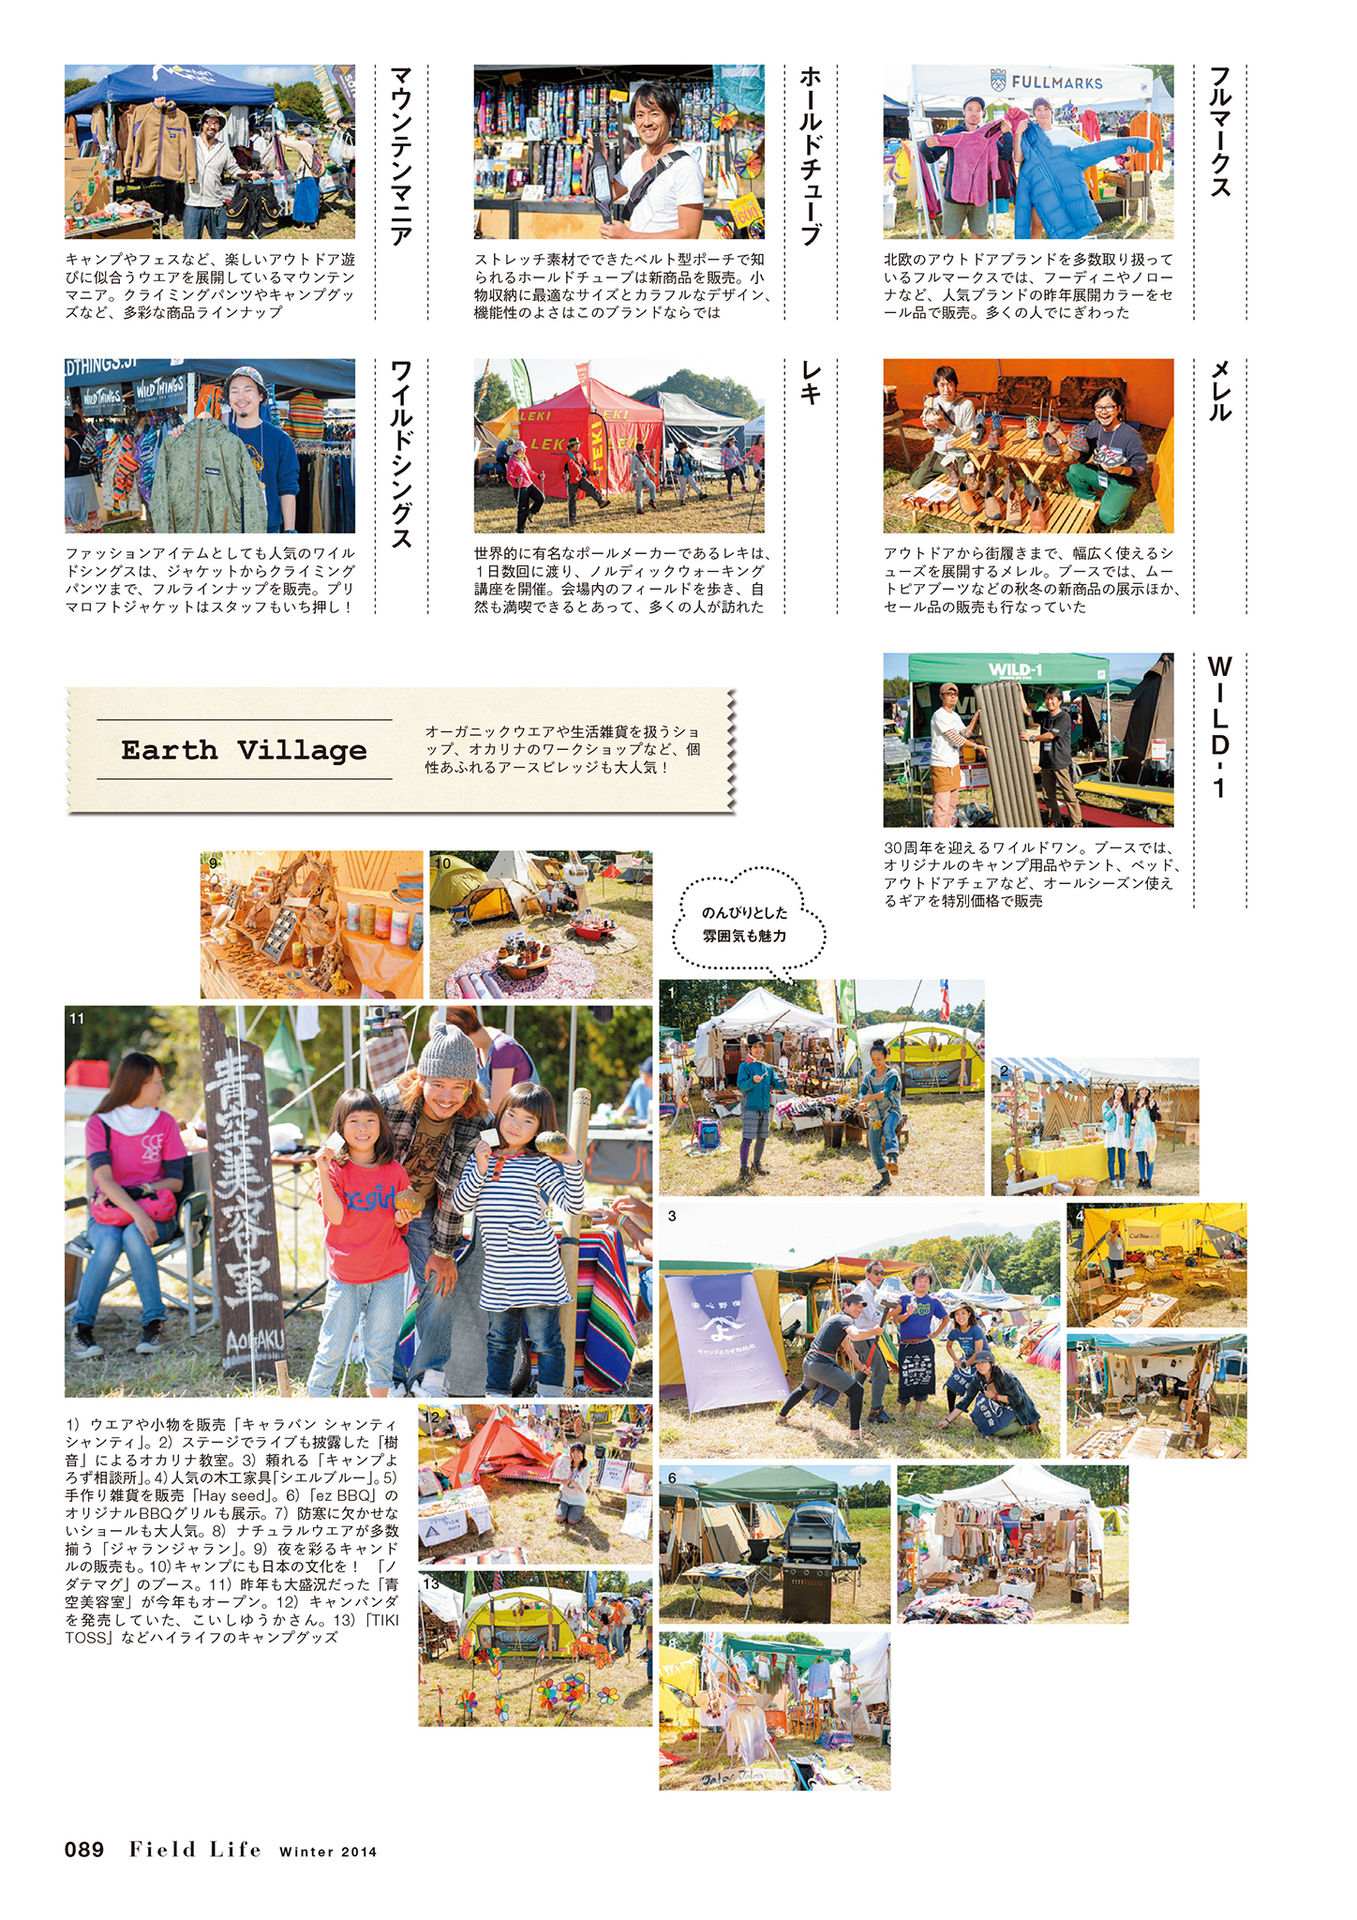 フルマークス
FULLMARKS
北欧のアウトドアブランドを多数取り扱って
いるフルマークスでは、フーディニやノロー
ナなど、人気ブランドの昨年展開カラーをセ
ール品で販売。多くの人でにぎわった
ホールドチューブ
ストレッチ素材でできたベルト型ポーチで知
られるホールドチューブは新商品を販売。小
物収納に最適なサイズとカラフルなデザイン、
機能性のよさはこのブランドならでは
マウンテンマニア
キャンプやフェスなど、楽しいアウトドア遊
びに似合うウエアを展開しているマウンテン
マニア。クライミングパンツやキャンプグッ
ズなど、多彩な商品ラインナップ
メレル
アウトドアから街履きまで、幅広く使えるシ
ューズを展開するメレル。ブースでは、ムー
トピアブーツなどの秋冬の新商品の展示ほか、
セール品の販売も行なっていた
レキ
LEKI
LEKI
LEKI
LEKI
世界的に有名なポールメーカーであるレキは、
1日数回に渡り、ノルディックウォーキング
講座を開催。会場内のフィールドを歩き、自
然も満喫できるとあって、多くの人が訪れた
ワイルドシングス
WILD THINGS
WILD THINGS
ファッションアイテムとしても人気のワイル
ドシングスは、ジャケットからクライミング
パンツまで、フルラインナップを販売。プリ
マロフトジャケットはスタッフもいち押し！
WILD-1
WILD-1
30周年を迎えるワイルドワン。ブースでは、
オリジナルのキャンプ用品やテント、ベッド、
アウトドアチェアなど、オールシーズン使え
るギアを特別価格で販売
Earth Village
オーガニックウエアや生活雑貨を扱うショ
ップ、オカリナのワークショップなど、個
性あふれるアースビレッジも大人気！
のんびりとした
雰囲気も魅力
9
10
1
TIKI TOSS
2
11
青空美容室
AOZAKU
3
安心野宿
よ
キャンプよろず相談所
4
5
12
6
7
13
TIKI TOSS
8
Jalan Jalan
1）ウエアや小物を販売「キャラバン シャンティ
シャンティ」。2）ステージでライブも披露した「樹
音」によるオカリナ教室。3）頼れる「キャンプよ
ろず相談所」。4）人気の木工家具「シエルブルー」。5）
手作り雑貨を販売「Hay seed」。6）「ez BBQ」の
オリジナルBBQグリルも展示。7）防寒に欠かせな
いショールも大人気。8）ナチュラルウエアが多数
揃う「ジャランジャラン」。9）夜を彩るキャンド
ルの販売も。10）キャンプにも日本の文化を！　「ノ
ダテマグ」のブース。11）昨年も大盛況だった「青
空美容室」が今年もオープン。12）キャンパンダ
を発売していた、こいしゆうかさん。13）「TIKI
TOSS」などハイライフのキャンプグッズ
089 Field Life Winter 2014